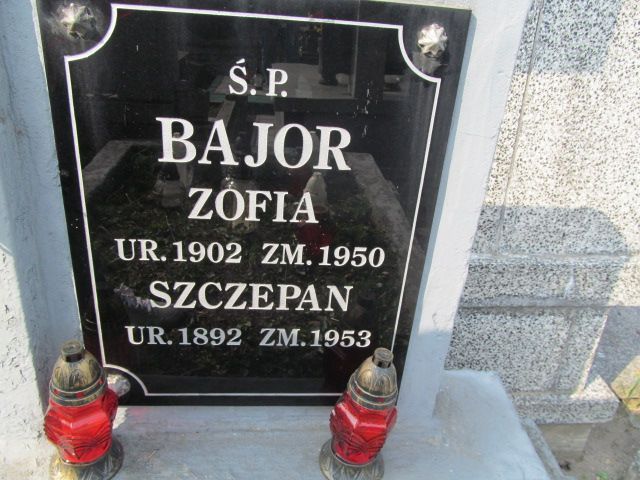 Ś. P.
BAJOR
ZOFIA
UR. 1902 ZM. 1950
SZCZEPAN
UR. 1892 ZM. 1953